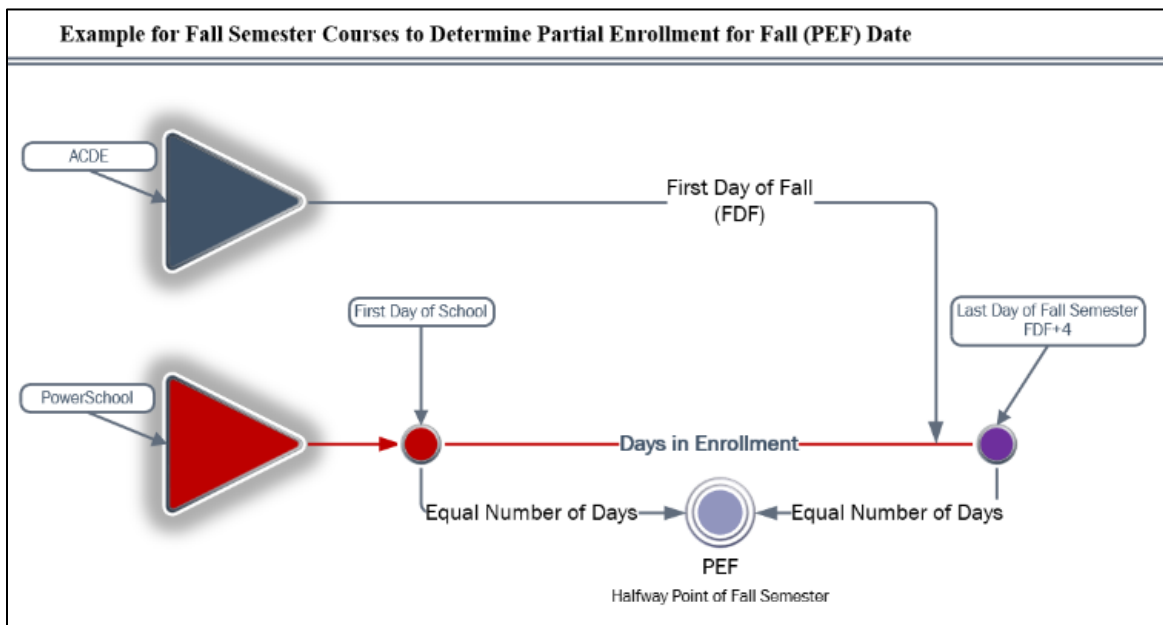 Example for Fall Semester Courses to Determine Partial Enrollment for Fall (PEF) Date
ACDE
First Day of Fall
(FDF)
First Day of School
Last Day of Fall Semester
FDF+4
PowerSchool
Days in Enrollment
Equal Number of Days
Equal Number of Days
PEF
Halfway Point of Fall Semester